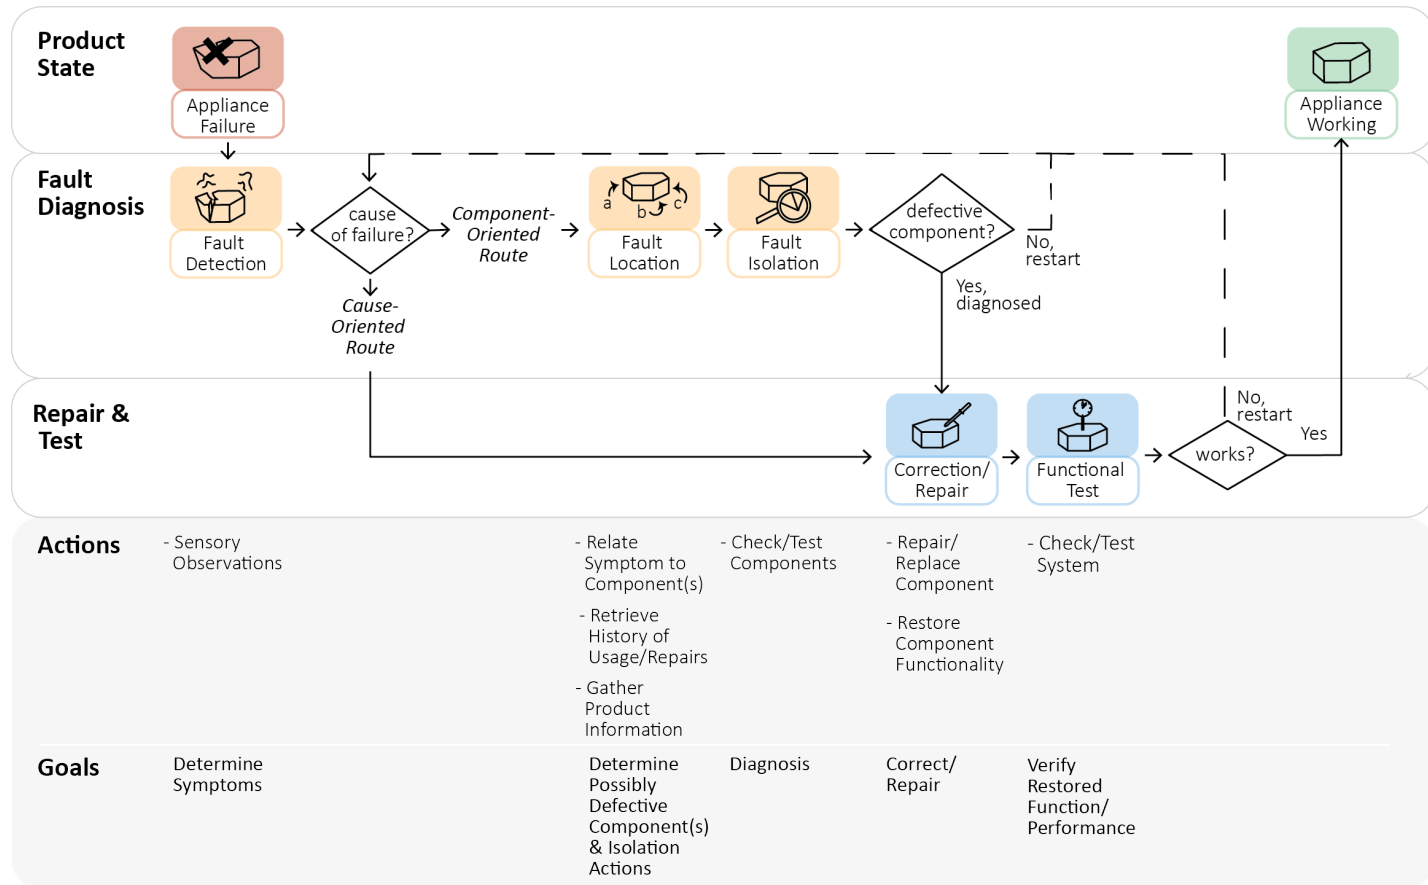 Product
State
Appliance
Failure
Appliance
Working
Fault
Diagnosis
Fault
Detection
cause
of failure?
Component-
Oriented
Route
Cause-
Oriented
Route
a
b
c
Fault
Location
Fault
Isolation
defective
component?
No,
restart
Yes,
diagnosed
Repair &
Test
Correction/
Repair
Functional
Test
works?
No,
restart
Yes
Actions
- Sensory
Observations
- Relate
Symptom to
Component(s)
- Retrieve
History of
Usage/Repairs
- Gather
Product
Information
- Check/Test
Components
- Repair/
Replace
Component
- Restore
Component
Functionality
- Check/Test
System
Goals
Determine
Symptoms
Determine
Possibly
Defective
Component(s)
& Isolation
Actions
Diagnosis
Correct/
Repair
Verify
Restored
Function/
Performance